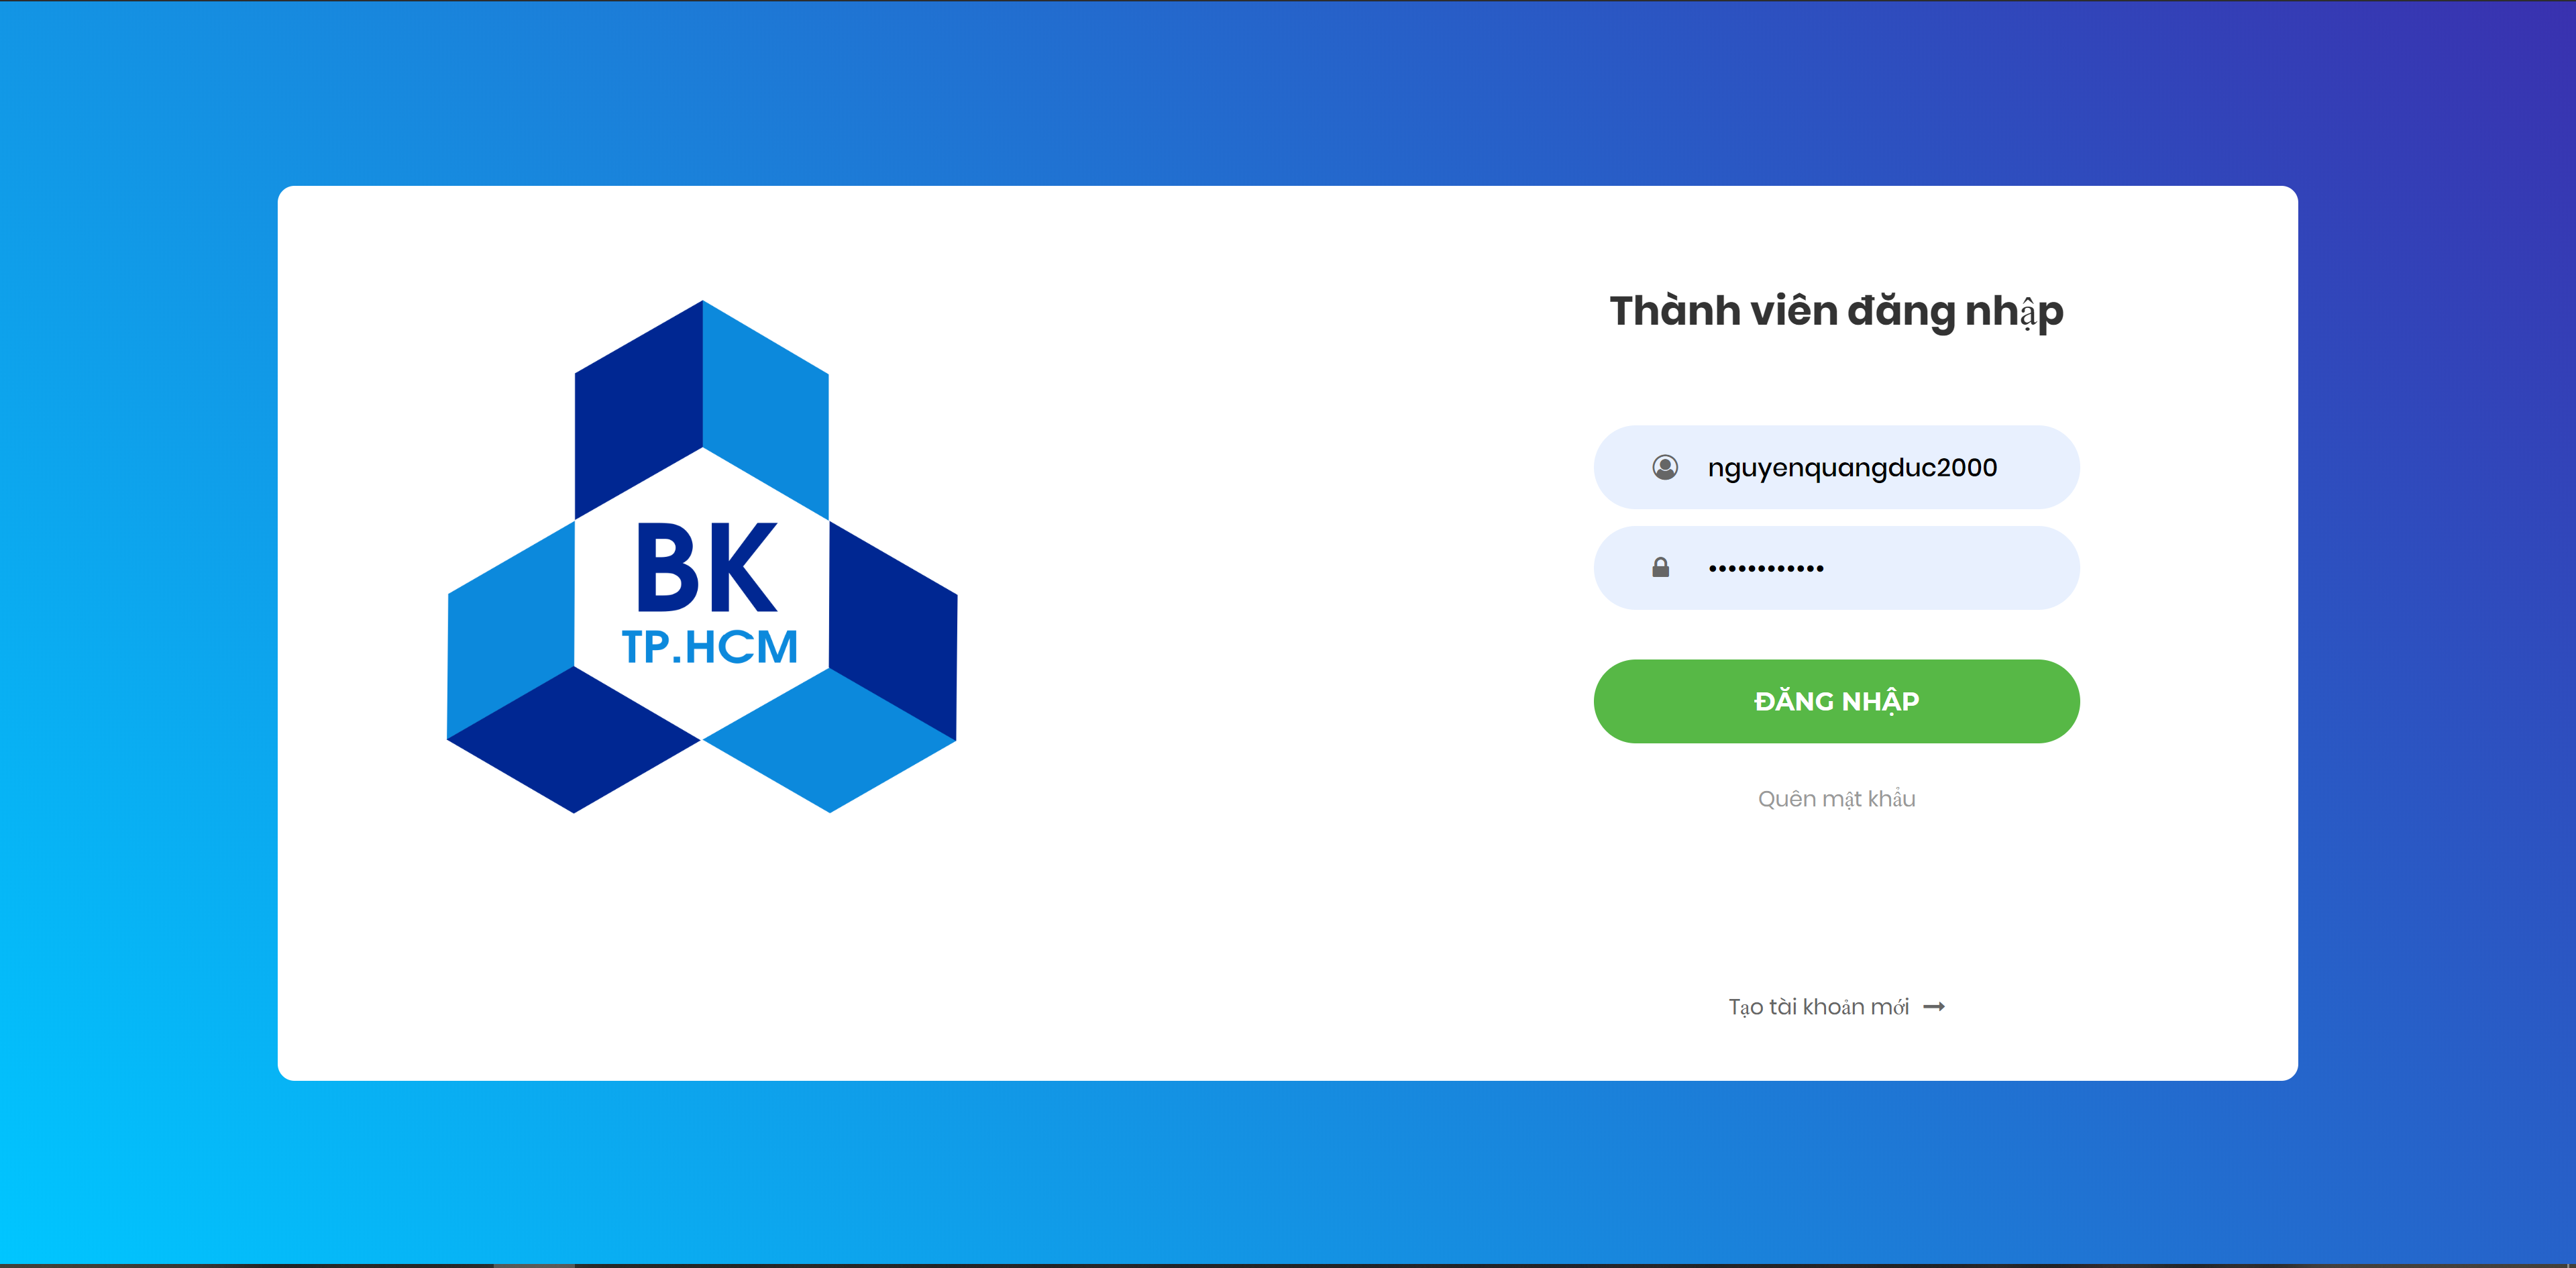 BK
TP.HCM
Thành viên đăng nhập
nguyenquangduc2000
••••••••••••
ĐĂNG NHẬP
Quên mật khẩu
Tạo tài khoản mới